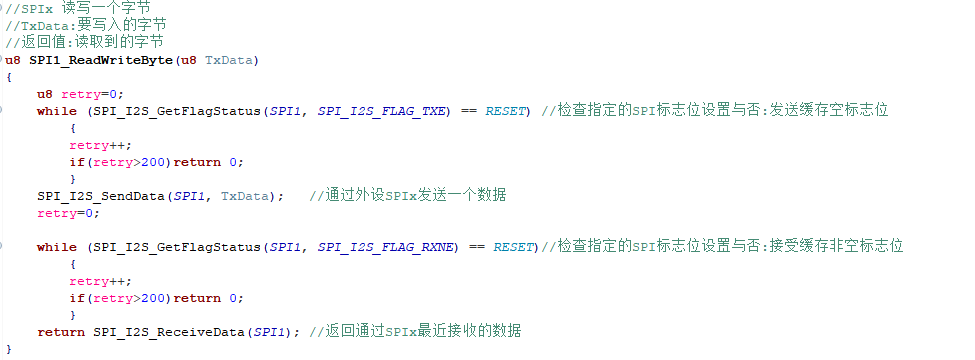 //SPIx 读写一个字节
//TxData:要写入的字节
//返回值:读取到的字节
u8 SPI1_ReadWriteByte(u8 TxData)
{
    u8 retry=0;
    while (SPI_I2S_GetFlagStatus(SPI1, SPI_I2S_FLAG_TXE) == RESET) //检查指定的SPI标志位设置与否:发送缓存空标志位
        {
        retry++;
        if(retry>200)return 0;
        }
    SPI_I2S_SendData(SPI1, TxData);   //通过外设SPIx发送一个数据
    retry=0;
    while (SPI_I2S_GetFlagStatus(SPI1, SPI_I2S_FLAG_RXNE) == RESET)//检查指定的SPI标志位设置与否:接受缓存非空标志位
        {
        retry++;
        if(retry>200)return 0;
        }
    return SPI_I2S_ReceiveData(SPI1); //返回通过SPIx最近接收的数据
}